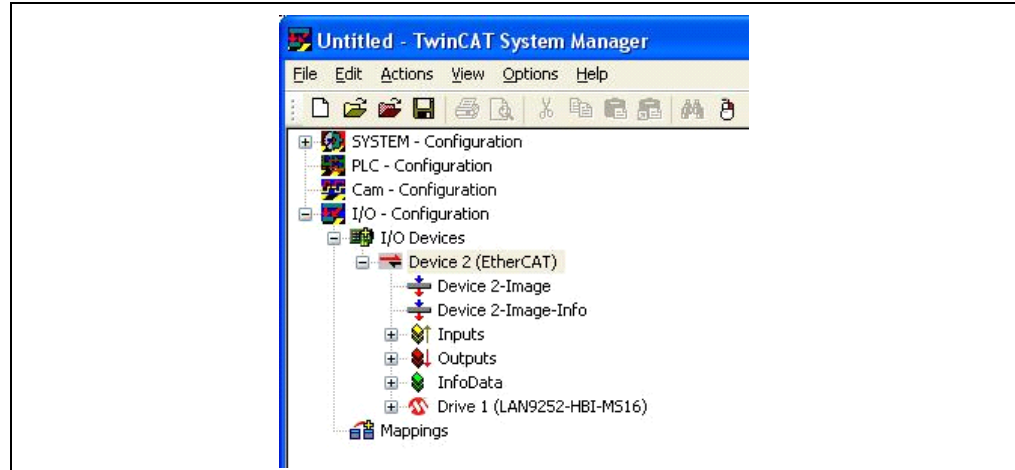 Untitled - TwinCAT System Manager
File Edit Actions View Options Help
SYSTEM - Configuration
PLC - Configuration
Cam - Configuration
I/O - Configuration
I/O Devices
Device 2 (EtherCAT)
Device 2-Image
Device 2-Image-Info
Inputs
Outputs
InfoData
Drive 1 (LAN9252-HBI-MS16)
Mappings